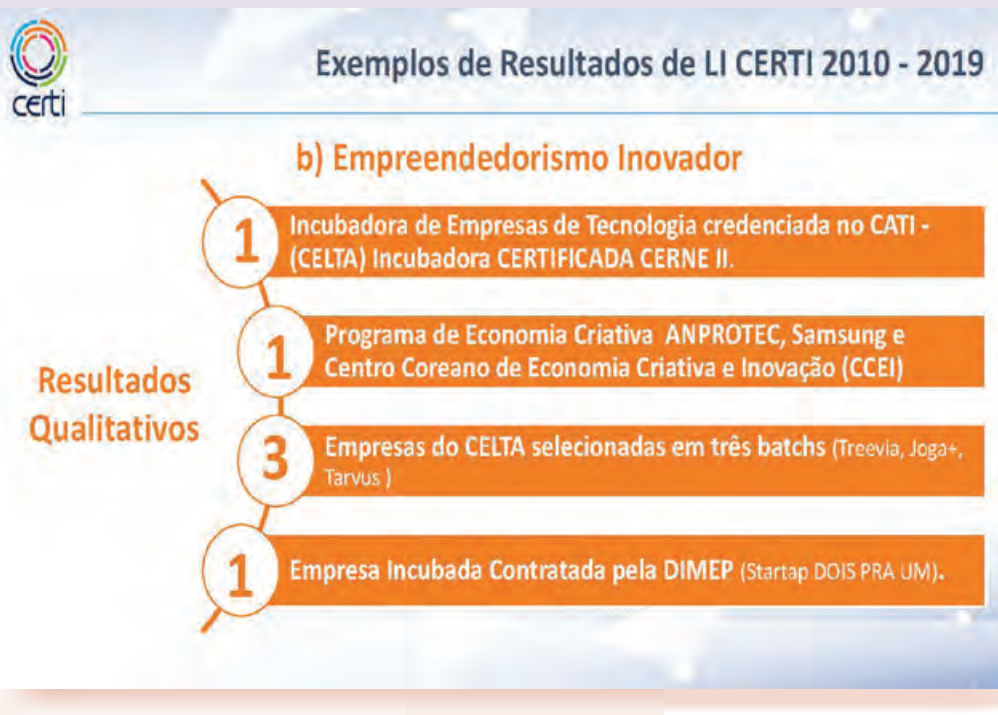 certi
Exemplos de Resultados de LI CERTI 2010 - 2019
b) Empreendedorismo Inovador
Resultados
Qualitativos
1
Incubadora de Empresas de Tecnologia credenciada no CATI -
(CELTA) Incubadora CERTIFICADA CERNE II.
1
Programa de Economia Criativa ANPROTEC, Samsung e
Centro Coreano de Economia Criativa e Inovação (CCEI)
3
Empresas do CELTA selecionadas em três batchs (Treevia, Joga+,
Tarvus )
1
Empresa Incubada Contratada pela DIMEP (Startap DOIS PRA UM).